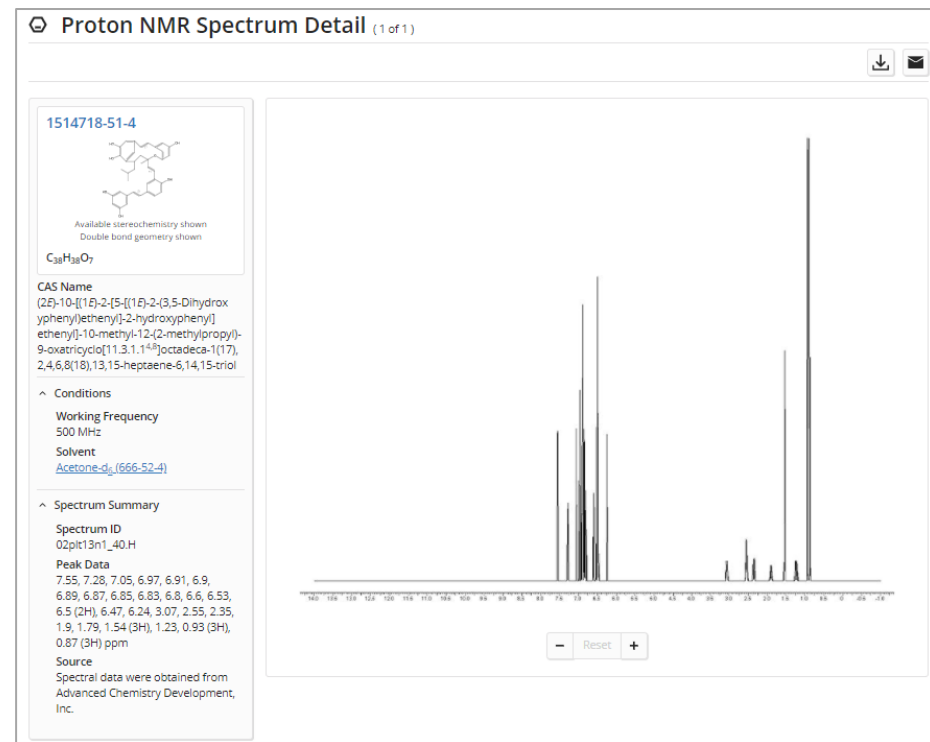 Proton NMR Spectrum Detail (1 of 1)
1514718-51-4
Available stereochemistry shown
Double bond geometry shown
C38H38O7
CAS Name
(2E)-10-[(1E)-2-[5-[(1E)-2-(3,5-Dihydrox
yphenyl)ethenyl]-2-hydroxyphenyl]
ethenyl]-10-methyl-12-(2-methylpropyl)-
9-oxatricyclo[11.3.1.1⁴,⁸]octadeca-1(17),
2,4,6,8(18),13,15-heptaene-6,14,15-triol
Conditions
Working Frequency
500 MHz
Solvent
Acetone-d6 (666-52-4)
Spectrum Summary
Spectrum ID
02plt13n1_40.H
Peak Data
7.55, 7.28, 7.05, 6.97, 6.91, 6.9,
6.89, 6.87, 6.85, 6.83, 6.8, 6.6, 6.53,
6.5 (2H), 6.47, 6.24, 3.07, 2.55, 2.35,
1.9, 1.79, 1.54 (3H), 1.23, 0.93 (3H),
0.87 (3H) ppm
Source
Spectral data were obtained from
Advanced Chemistry Development,
Inc.
- Reset +